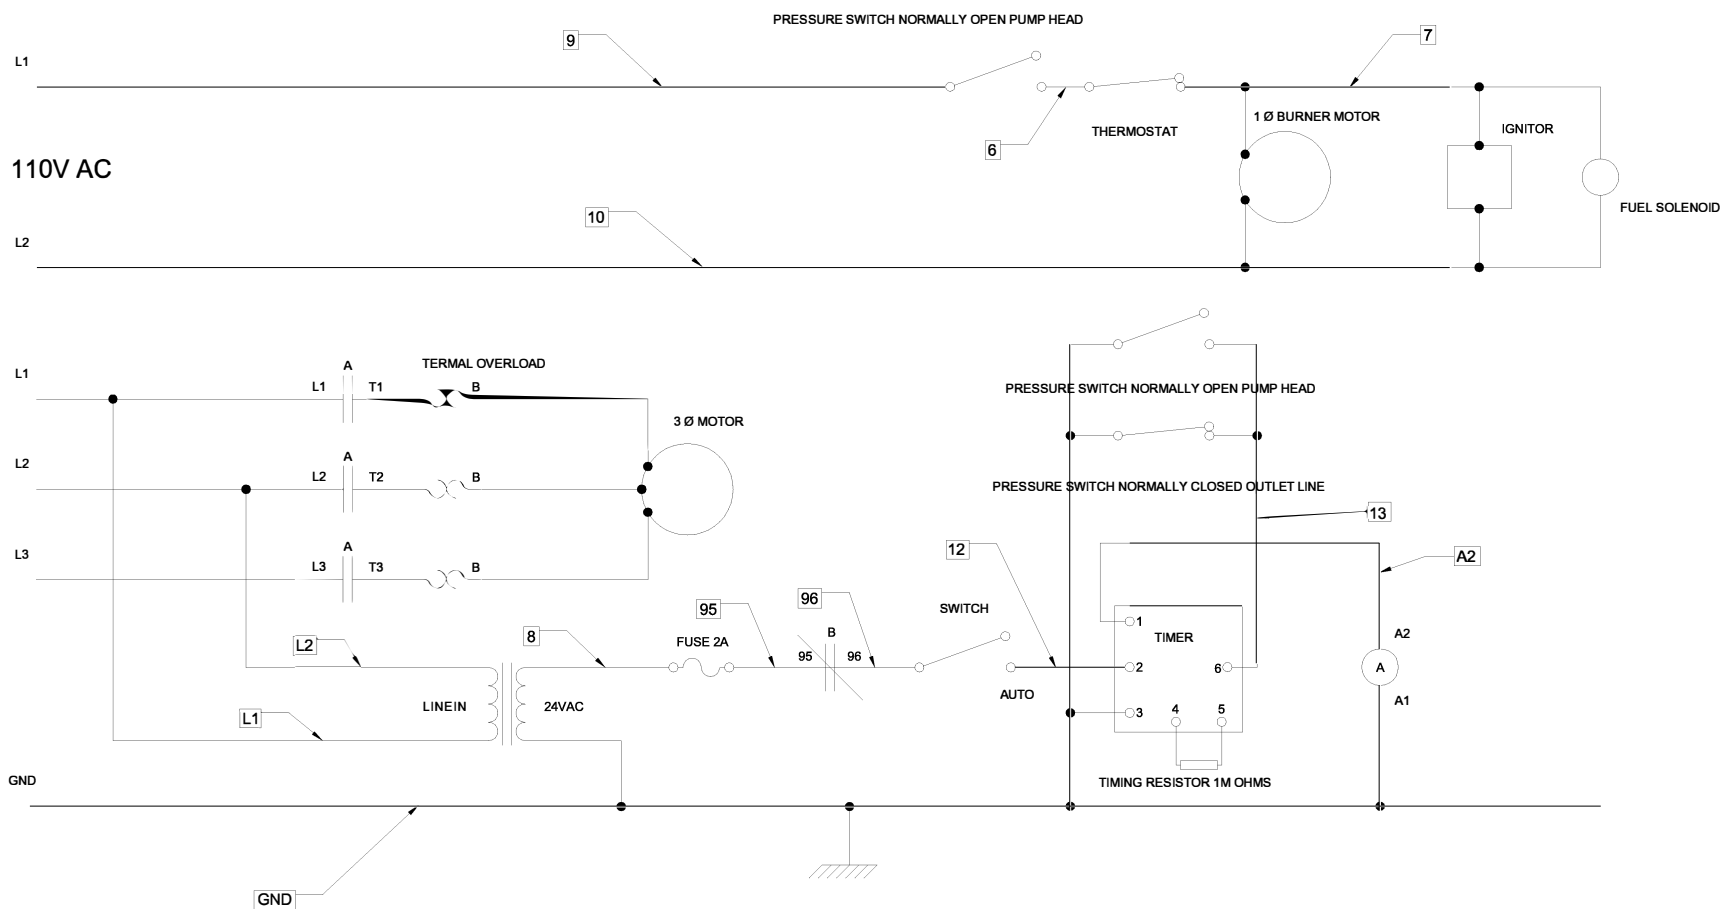 PRESSURE SWITCH NORMALLY OPEN PUMP HEAD
9
7
L1
1 Ø BURNER MOTOR
THERMOSTAT
IGNITOR
6
110V AC
10
FUEL SOLENOID
L2
TERMAL OVERLOAD
L1
A
L1
T1
B
PRESSURE SWITCH NORMALLY OPEN PUMP HEAD
3 Ø MOTOR
A
L2
L2
T2
B
PRESSURE SWITCH NORMALLY CLOSED OUTLET LINE
13
A
L3
12
A2
L3
T3
B
95
96
SWITCH
8
FUSE 2A
B
1
TIMER
A2
L2
95
96
2
6
A
LINEIN
24VAC
AUTO
A1
L1
3
4
5
GND
TIMING RESISTOR 1M OHMS
GND